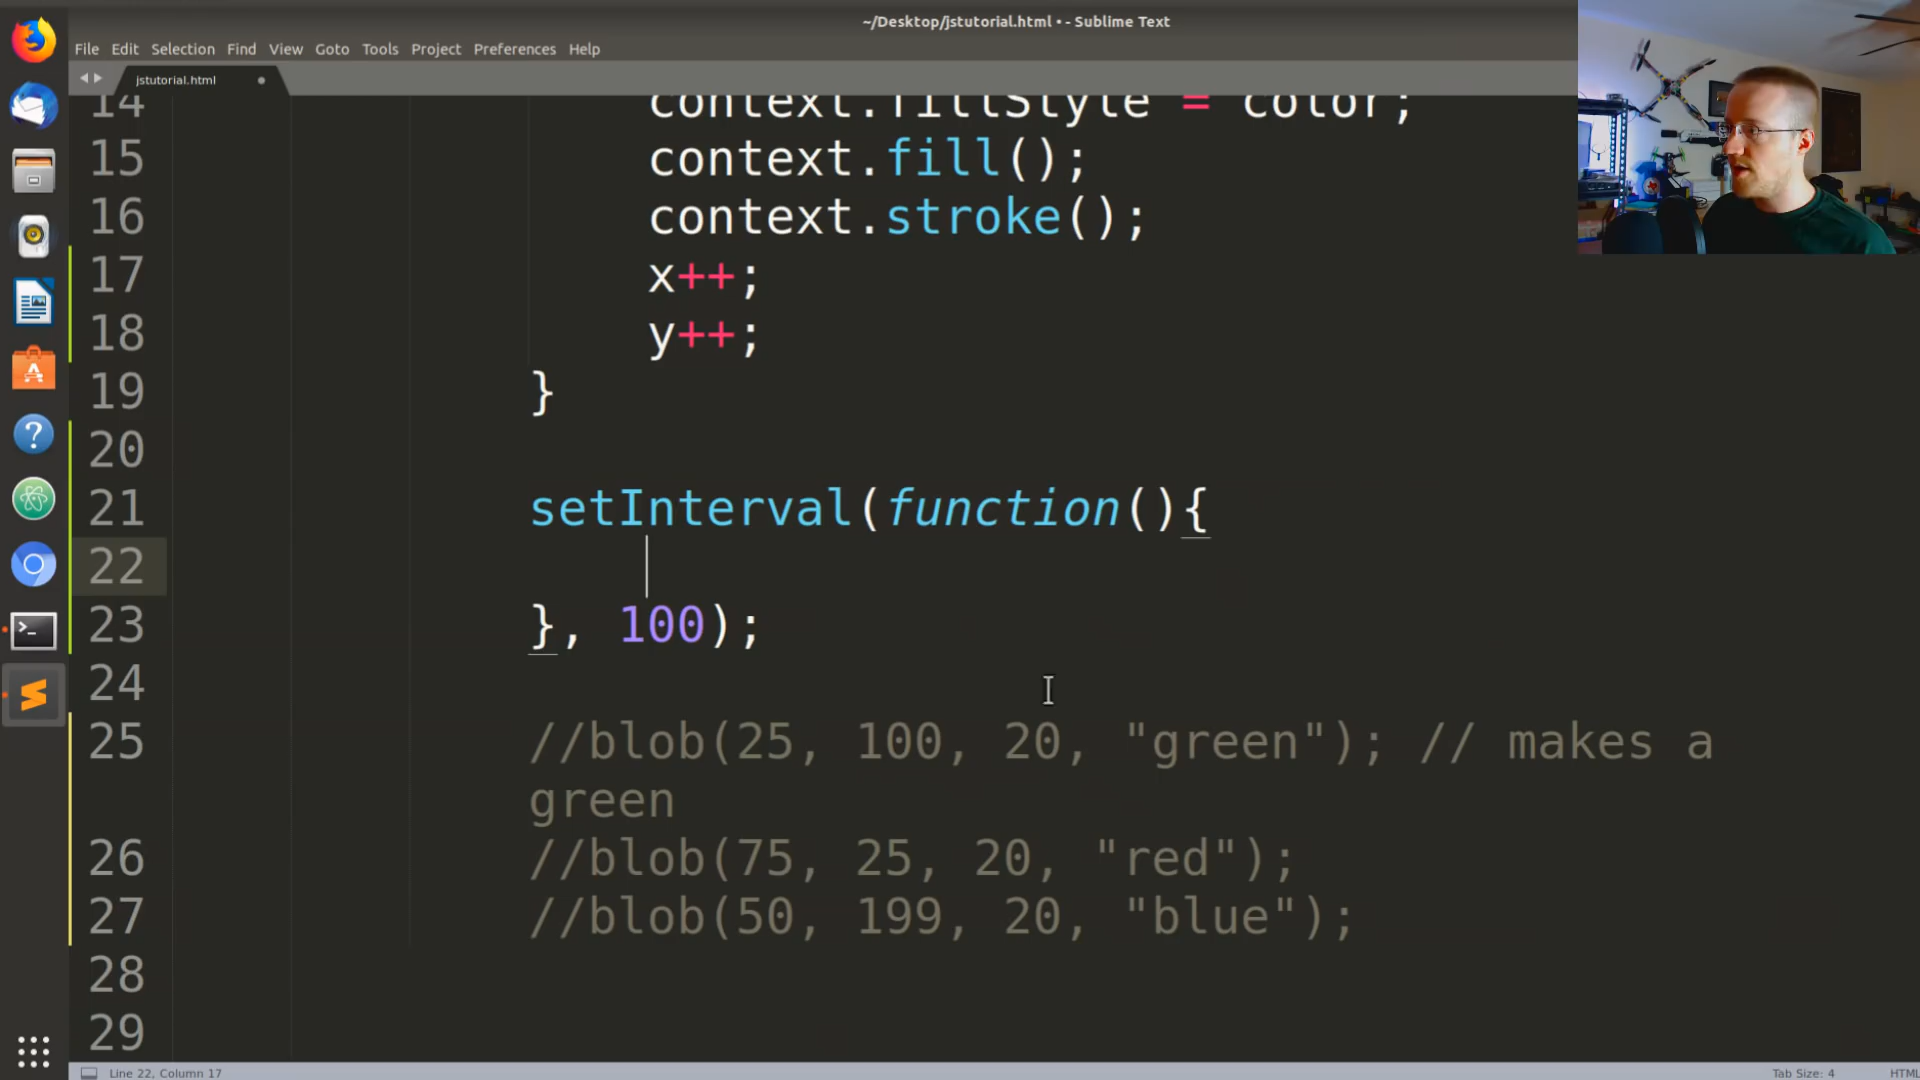 ~/Desktop/jstutorial.html • - Sublime Text
File Edit Selection Find View Goto Tools Project Preferences Help
jstutorial.html
14 context.fillStyle = color;
15 context.fill();
16 context.stroke();
17 x++;
18 y++;
19 }
20
21 setInterval(function(){
22
23 }, 100);
24
25 //blob(25, 100, 20, "green"); // makes a
green
26 //blob(75, 25, 20, "red");
27 //blob(50, 199, 20, "blue");
28
29
Line 22, Column 17 Tab Size: 4 HTML